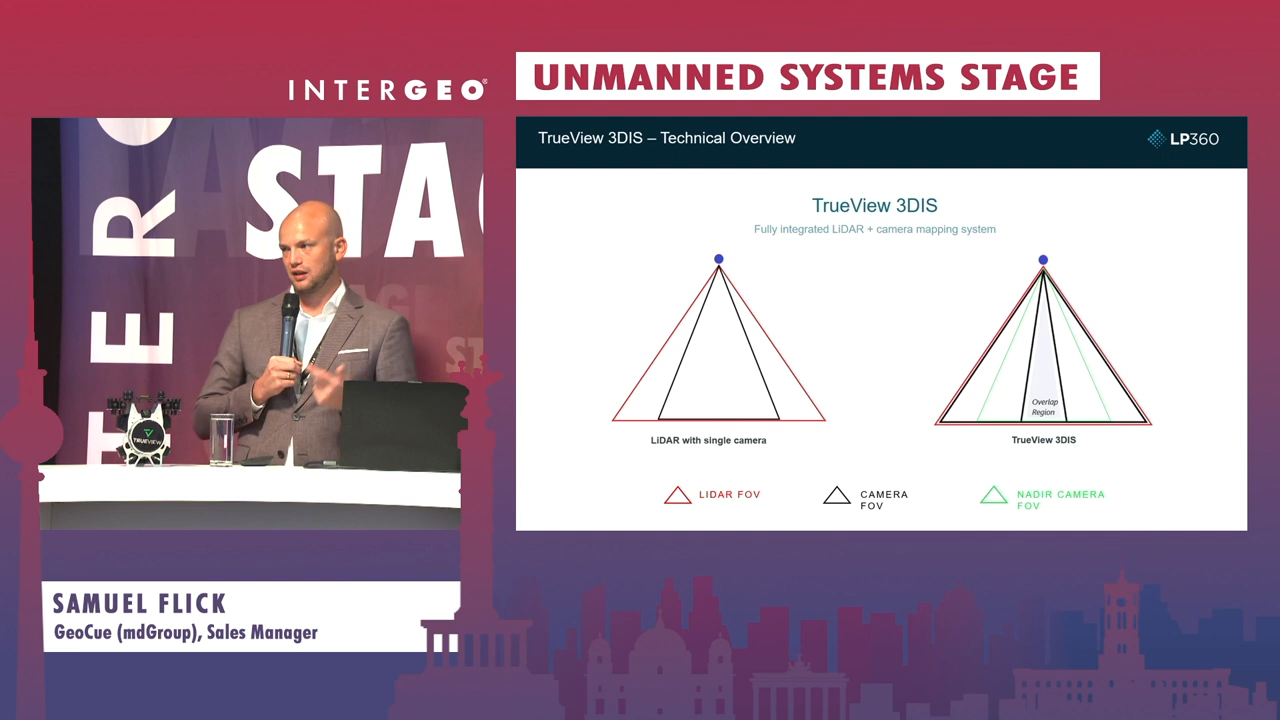 INTERGEO®
UNMANNED SYSTEMS STAGE
STAG
TER
TRUEVIEW
SAMUEL FLICK
GeoCue (mdGroup), Sales Manager
TrueView 3DIS – Technical Overview
LP360
TrueView 3DIS
Fully integrated LiDAR + camera mapping system
Overlap
Region
LiDAR with single camera
TrueView 3DIS
LIDAR FOV
CAMERA
FOV
NADIR CAMERA
FOV